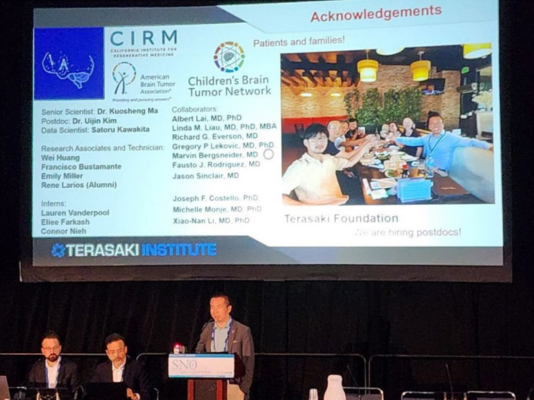 Acknowledgements
CIRM
CALIFORNIA INSTITUTE FOR
REGENERATIVE MEDICINE
American
Brain Tumor
Association®
Providing and pursuing answers®
Children's Brain
Tumor Network
Patients and families!
Senior Scientist: Dr. Kuosheng Ma
Postdoc: Dr. Uijin Kim
Data Scientist: Satoru Kawakita
Research Associates and Technician:
Wei Huang
Francisco Bustamante
Emily Miller
Rene Larios (Alumni)
Interns:
Lauren Vanderpool
Eliee Farkash
Connor Nieh
Collaborators:
Albert Lai, MD, PhD
Linda M. Liau, MD, PhD, MBA
Richard G. Everson, MD
Gregory P Lekovic, MD, PhD
Marvin Bergsneider, MD
Fausto J. Rodriguez, MD
Jason Sinclair, MD
Joseph F. Costello, PhD
Michelle Monje, MD, PhD
Xiao-Nan Li, MD, PhD
Terasaki Foundation
We are hiring postdocs!
TERASAKI INSTITUTE
SNO